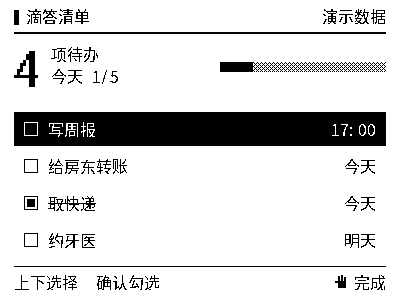 滴答清单 演示数据
4 项待办
今天 1/5
写周报 17:00
给房东转账 今天
取快递 今天
约牙医 明天
上下选择 确认勾选 完成